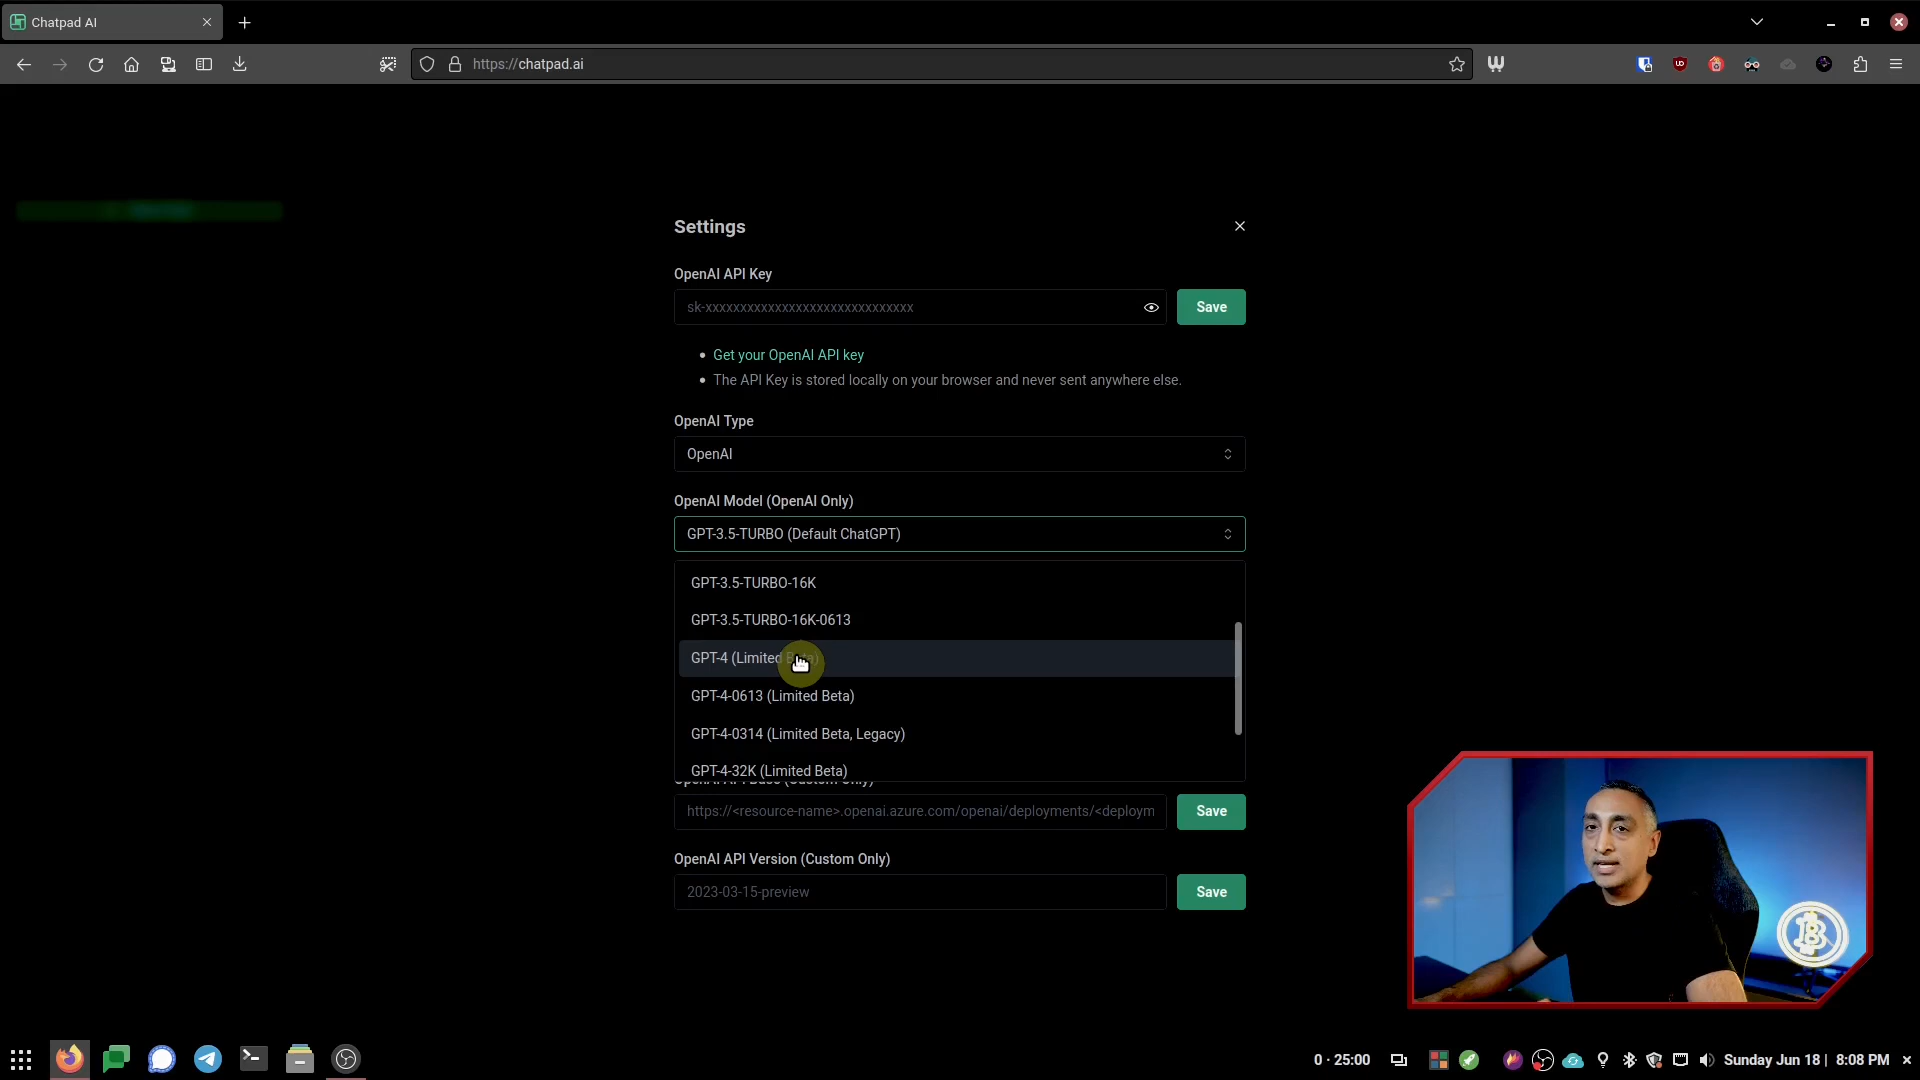 Chatpad AI
https://chatpad.ai
Settings
OpenAI API Key
sk-xxxxxxxxxxxxxxxxxxxxxxxxxxxxxx
Save
Get your OpenAI API key
The API Key is stored locally on your browser and never sent anywhere else.
OpenAI Type
OpenAI
OpenAI Model (OpenAI Only)
GPT-3.5-TURBO (Default ChatGPT)
GPT-3.5-TURBO-16K
GPT-3.5-TURBO-16K-0613
GPT-4 (Limited Beta)
GPT-4-0613 (Limited Beta)
GPT-4-0314 (Limited Beta, Legacy)
GPT-4-32K (Limited Beta)
https://<resource-name>.openai.azure.com/openai/deployments/<deploym
Save
OpenAI API Version (Custom Only)
2023-03-15-preview
Save
0 · 25:00
Sunday Jun 18 | 8:08 PM